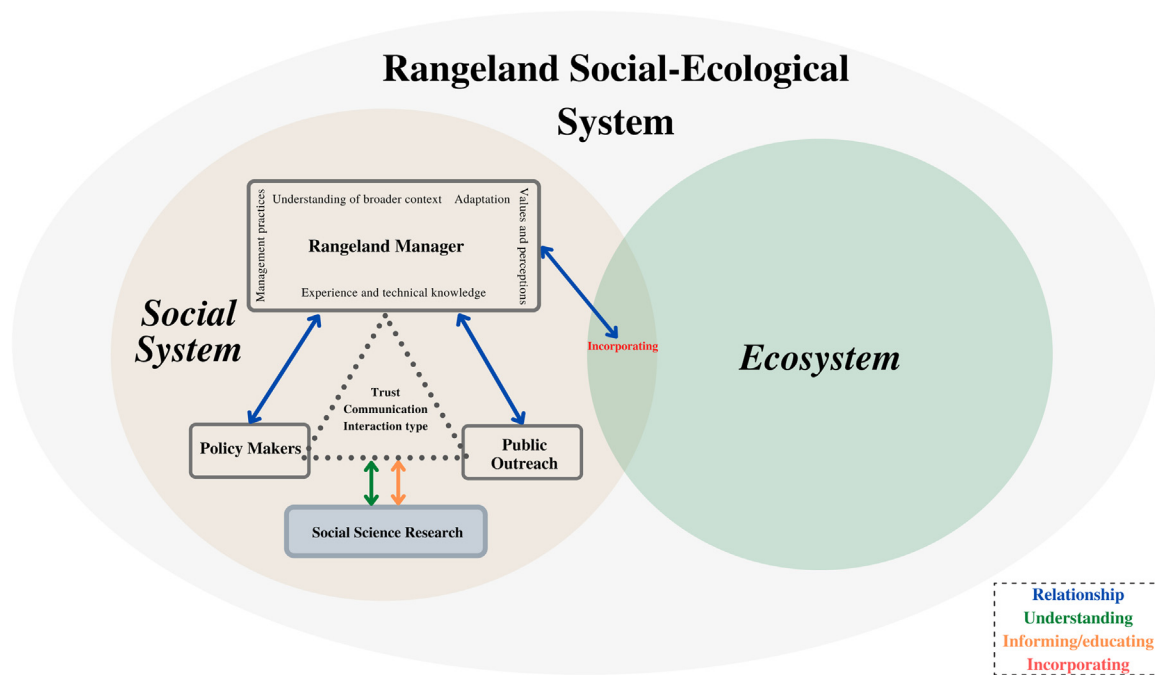 Rangeland Social-Ecological
System
Management practices
Understanding of broader context
Adaptation
Values and perceptions
Rangeland Manager
Experience and technical knowledge
Social
System
Incorporating
Ecosystem
Trust
Communication
Interaction type
Policy Makers
Public
Outreach
Social Science Research
Relationship
Understanding
Informing/educating
Incorporating